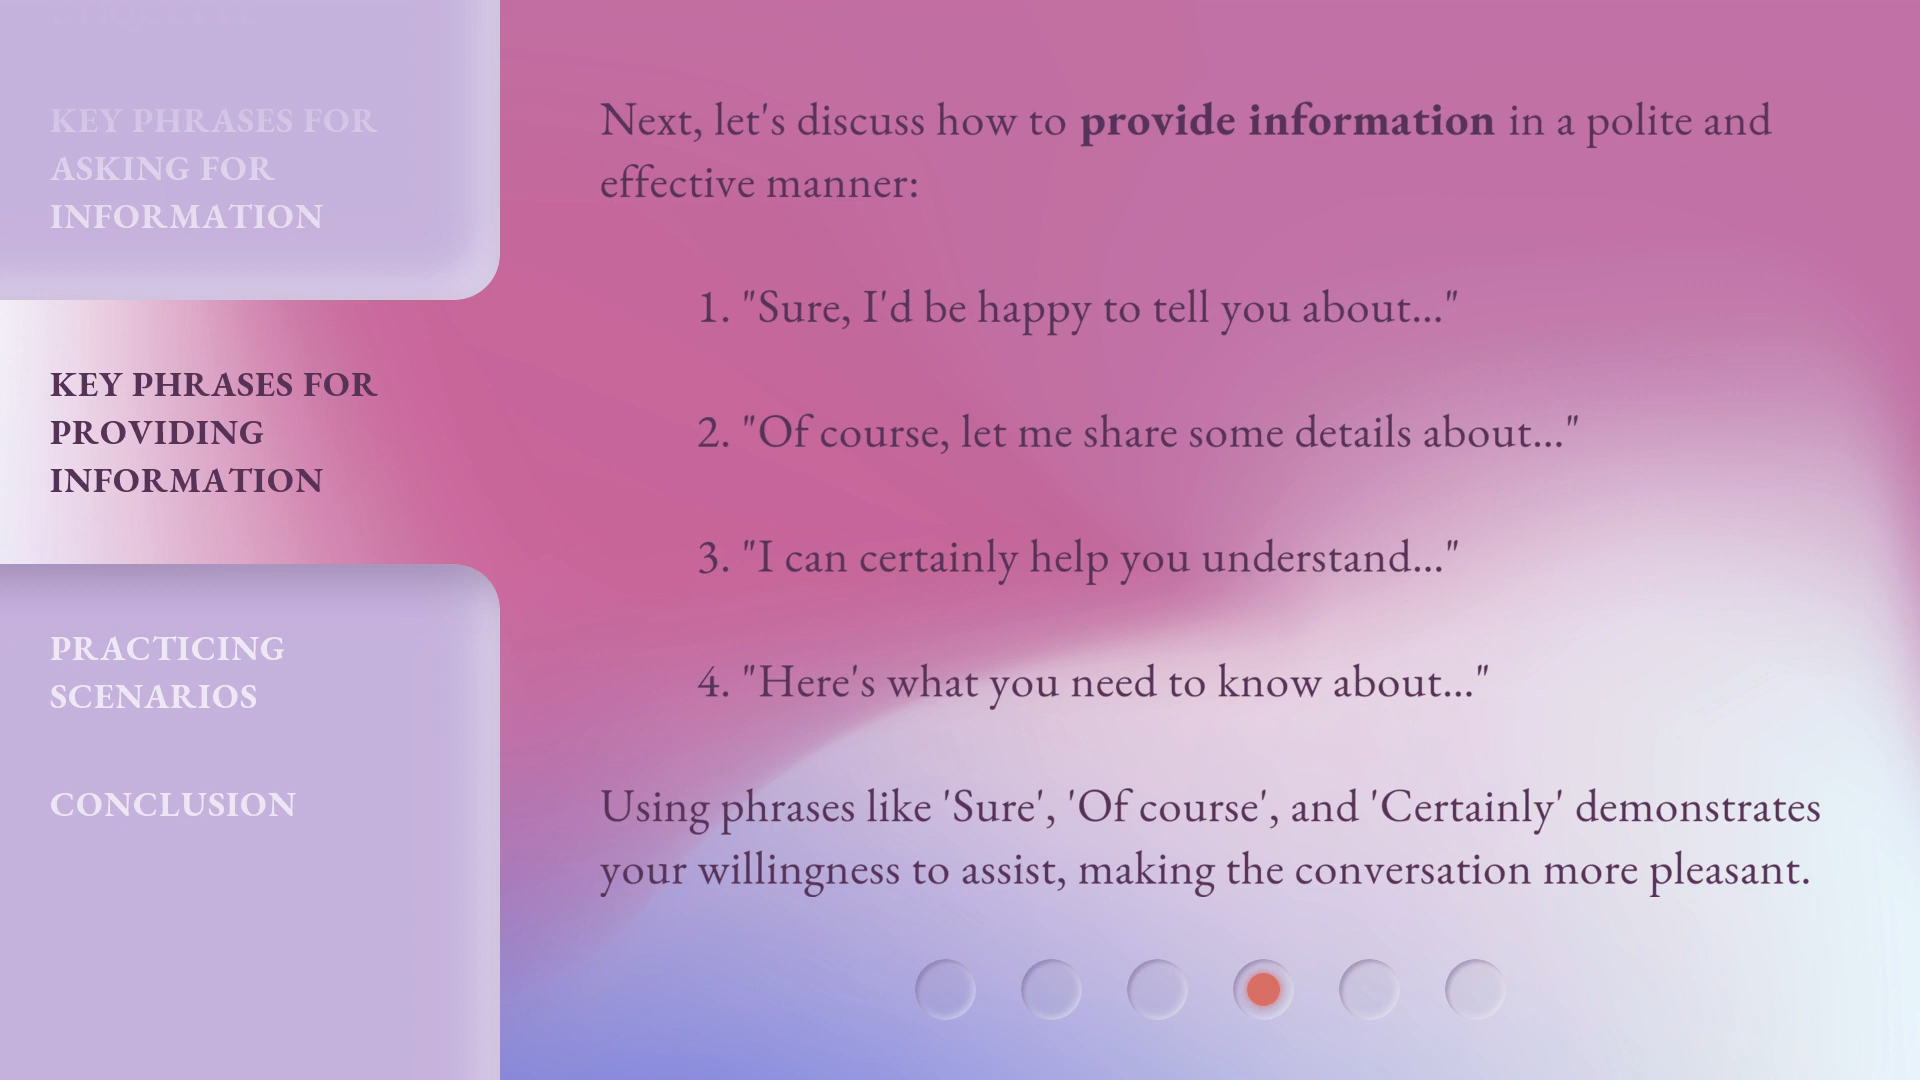 KEY PHRASES FOR
ASKING FOR
INFORMATION
KEY PHRASES FOR
PROVIDING
INFORMATION
PRACTICING
SCENARIOS
CONCLUSION
Next, let's discuss how to provide information in a polite and
effective manner:
1. "Sure, I'd be happy to tell you about..."
2. "Of course, let me share some details about..."
3. "I can certainly help you understand..."
4. "Here's what you need to know about..."
Using phrases like 'Sure', 'Of course', and 'Certainly' demonstrates
your willingness to assist, making the conversation more pleasant.